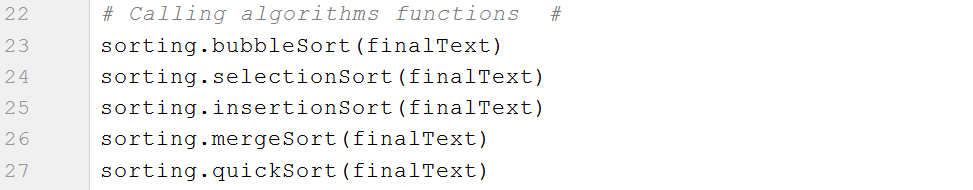 22 # Calling algorithms functions  #
23 sorting.bubbleSort(finalText)
24 sorting.selectionSort(finalText)
25 sorting.insertionSort(finalText)
26 sorting.mergeSort(finalText)
27 sorting.quickSort(finalText)